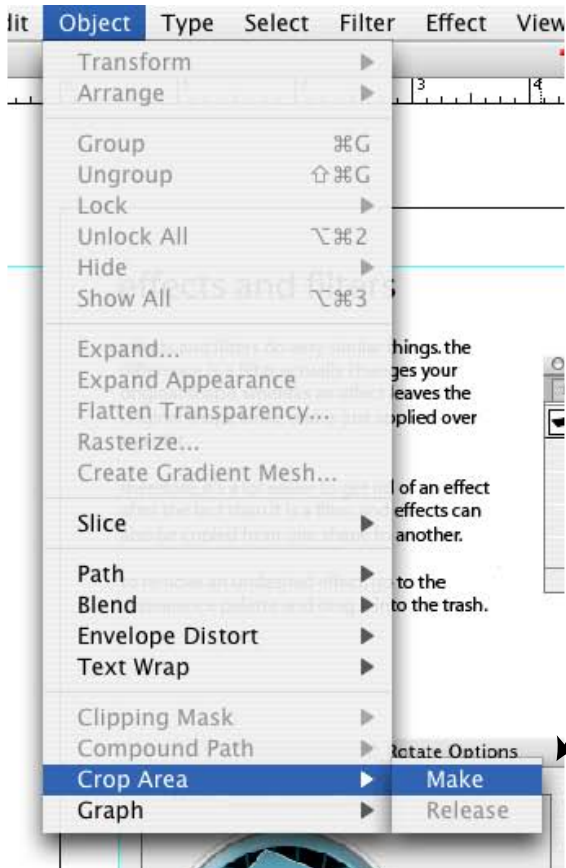 dit Object Type Select Filter Effect View
Transform
Arrange
3 4
Group ⌘G
Ungroup ⇧⌘G
Lock
Unlock All ⌥⌘2
Hide
Show All ⌥⌘3
effects and filters
Expand...
Expand Appearance
Flatten Transparency...
Rasterize...
Create Gradient Mesh...
things. the
ges your
leaves the
applied over
of an effect
effects can
another.
to the
to the trash.
Slice
Path
Blend
Envelope Distort
Text Wrap
Clipping Mask
Compound Path
Rotate Options
Crop Area Make
Graph Release